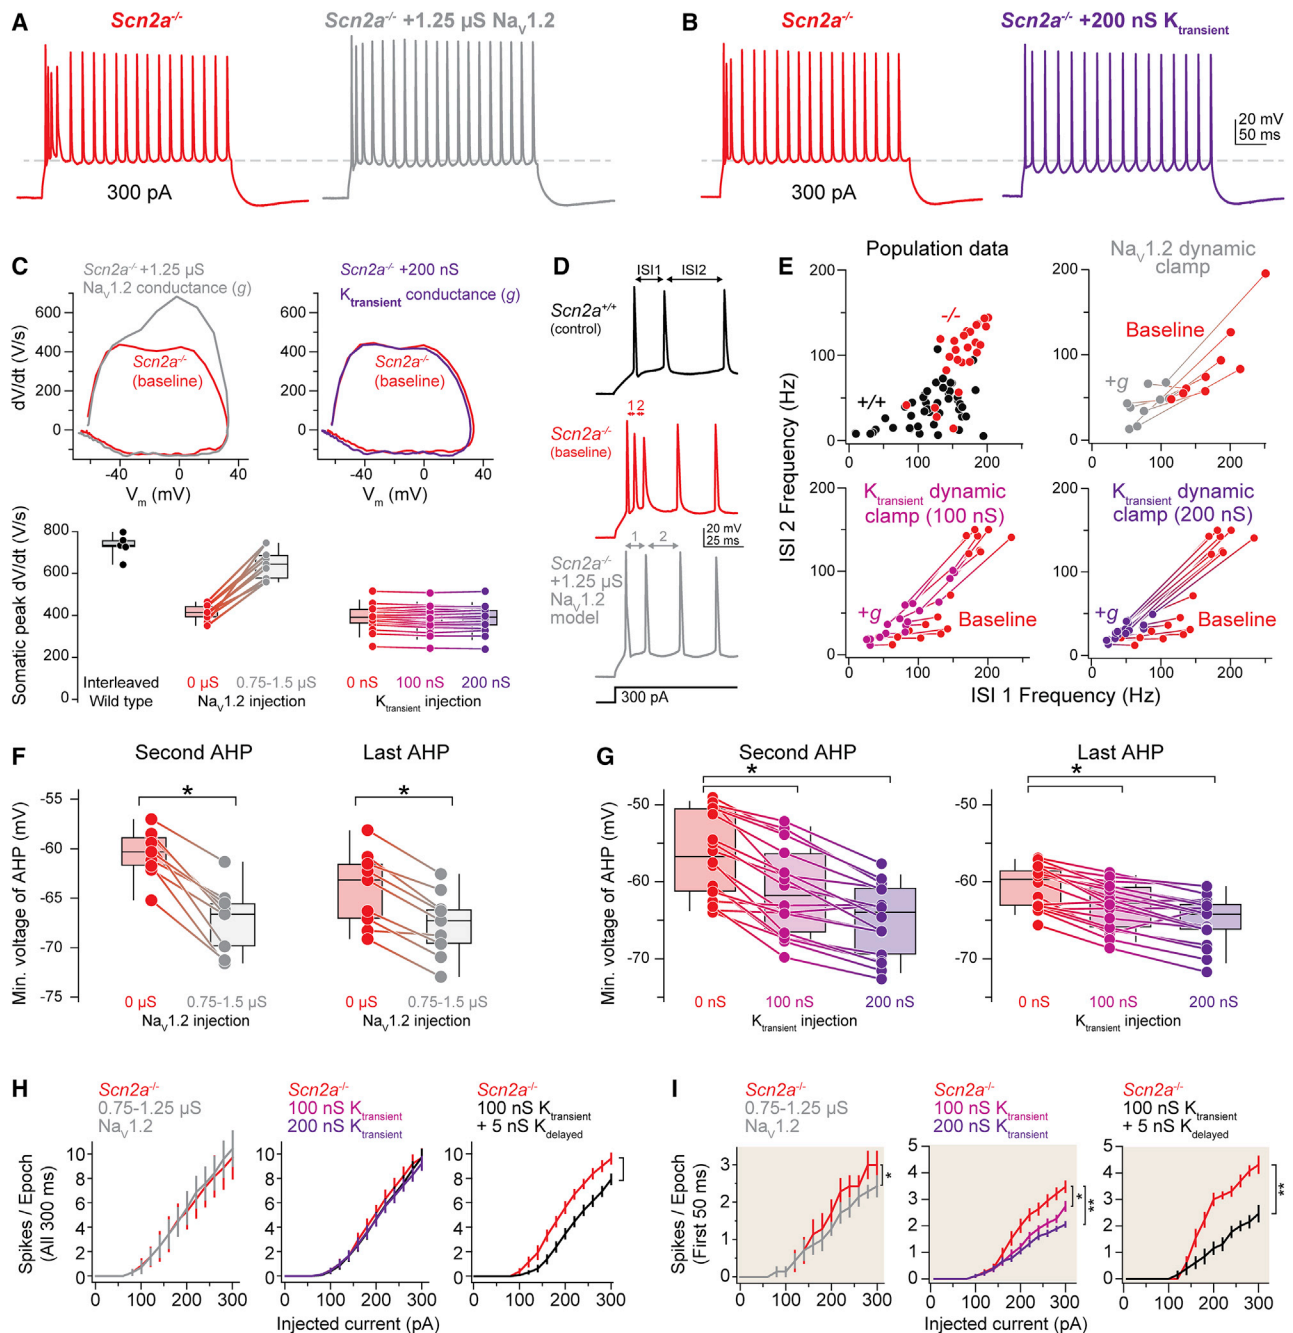 A
Scn2a-/-
Scn2a-/- +1.25 µS NaV1.2
300 pA
B
Scn2a-/-
Scn2a-/- +200 nS Ktransient
300 pA
20 mV
50 ms
C
Scn2a-/- +1.25 µS
NaV1.2 conductance (g)
dV/dt (V/s)
600
400
200
0
Scn2a-/-
(baseline)
-40
0
40
Vm (mV)
Scn2a-/- +200 nS
Ktransient conductance (g)
600
400
200
0
Scn2a-/-
(baseline)
-40
0
40
Vm (mV)
Somatic peak dV/dt (V/s)
800
600
400
200
0
Interleaved
Wild type
0 µS
0.75-1.5 µS
NaV1.2 injection
0 nS
100 nS
200 nS
Ktransient injection
D
ISI1
ISI2
Scn2a+/+
(control)
1 2
Scn2a-/-
(baseline)
20 mV
25 ms
1
2
Scn2a-/-
+1.25 µS
NaV1.2
model
300 pA
E
Population data
200
100
0
-/-
+/+
0
100
200
NaV1.2 dynamic
clamp
200
100
0
Baseline
+g
0
100
200
ISI 2 Frequency (Hz)
Ktransient dynamic
clamp (100 nS)
200
100
0
+g
Baseline
0
100
200
Ktransient dynamic
clamp (200 nS)
200
100
0
+g
Baseline
0
100
200
ISI 1 Frequency (Hz)
F
Second AHP
Last AHP
*
*
Min. voltage of AHP (mV)
-55
-60
-65
-70
-75
0 µS
0.75-1.5 µS
NaV1.2 injection
0 µS
0.75-1.5 µS
NaV1.2 injection
G
Second AHP
Last AHP
*
*
Min. voltage of AHP (mV)
-50
-60
-70
0 nS
100 nS
200 nS
Ktransient injection
-50
-60
-70
0 nS
100 nS
200 nS
Ktransient injection
H
Scn2a-/-
0.75-1.25 µS
NaV1.2
Spikes / Epoch
(All 300 ms)
10
8
6
4
2
0
0
100
200
300
Scn2a-/-
100 nS Ktransient
200 nS Ktransient
10
8
6
4
2
0
0
100
200
300
Scn2a-/-
100 nS Ktransient
+ 5 nS Kdelayed
10
8
6
4
2
0
0
100
200
300
Injected current (pA)
I
Scn2a-/-
0.75-1.25 µS
NaV1.2
Spikes / Epoch
(First 50 ms)
3
2
1
0
*
0
100
200
300
Scn2a-/-
100 nS Ktransient
200 nS Ktransient
5
4
3
2
1
0
*
**
0
100
200
300
Scn2a-/-
100 nS Ktransient
+ 5 nS Kdelayed
5
4
3
2
1
0
**
0
100
200
300
Injected current (pA)